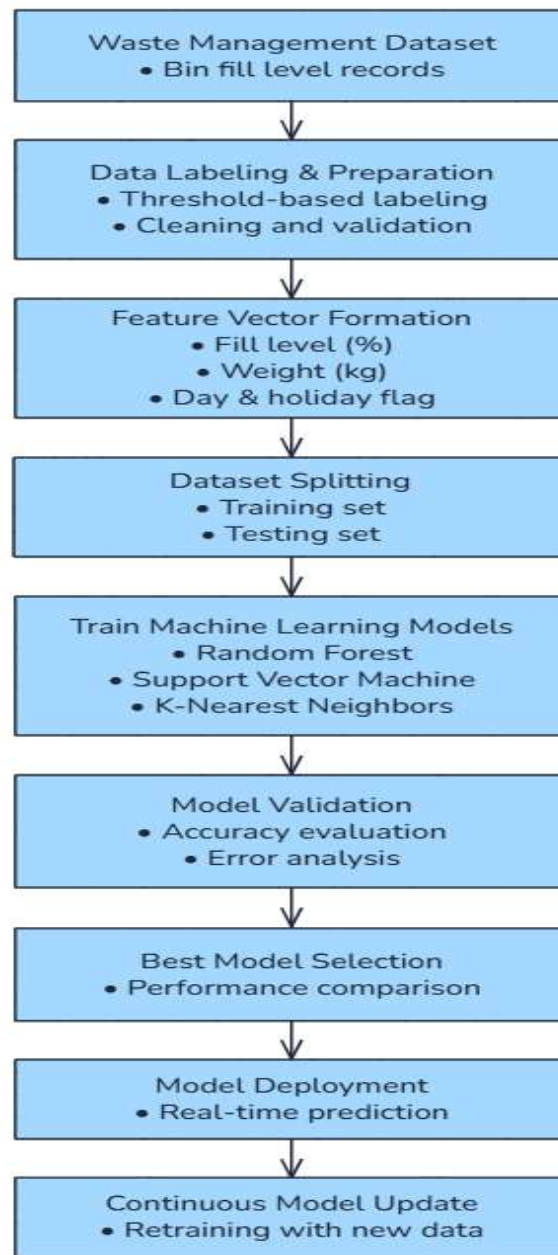 Waste Management Dataset
• Bin fill level records
Data Labeling & Preparation
• Threshold-based labeling
• Cleaning and validation
Feature Vector Formation
• Fill level (%)
• Weight (kg)
• Day & holiday flag
Dataset Splitting
• Training set
• Testing set
Train Machine Learning Models
• Random Forest
• Support Vector Machine
• K-Nearest Neighbors
Model Validation
• Accuracy evaluation
• Error analysis
Best Model Selection
• Performance comparison
Model Deployment
• Real-time prediction
Continuous Model Update
• Retraining with new data